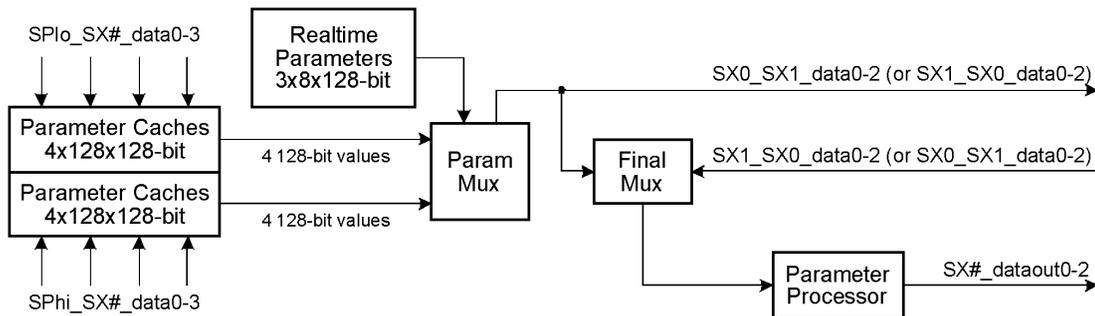 SPlo_SX#_data0-3
Realtime
Parameters
3x8x128-bit
SX0_SX1_data0-2 (or SX1_SX0_data0-2)
Parameter Caches
4x128x128-bit
4 128-bit values
Param
Mux
Final
Mux
SX1_SX0_data0-2 (or SX0_SX1_data0-2)
Parameter Caches
4x128x128-bit
4 128-bit values
Parameter
Processor
SX#_dataout0-2
SPhi_SX#_data0-3